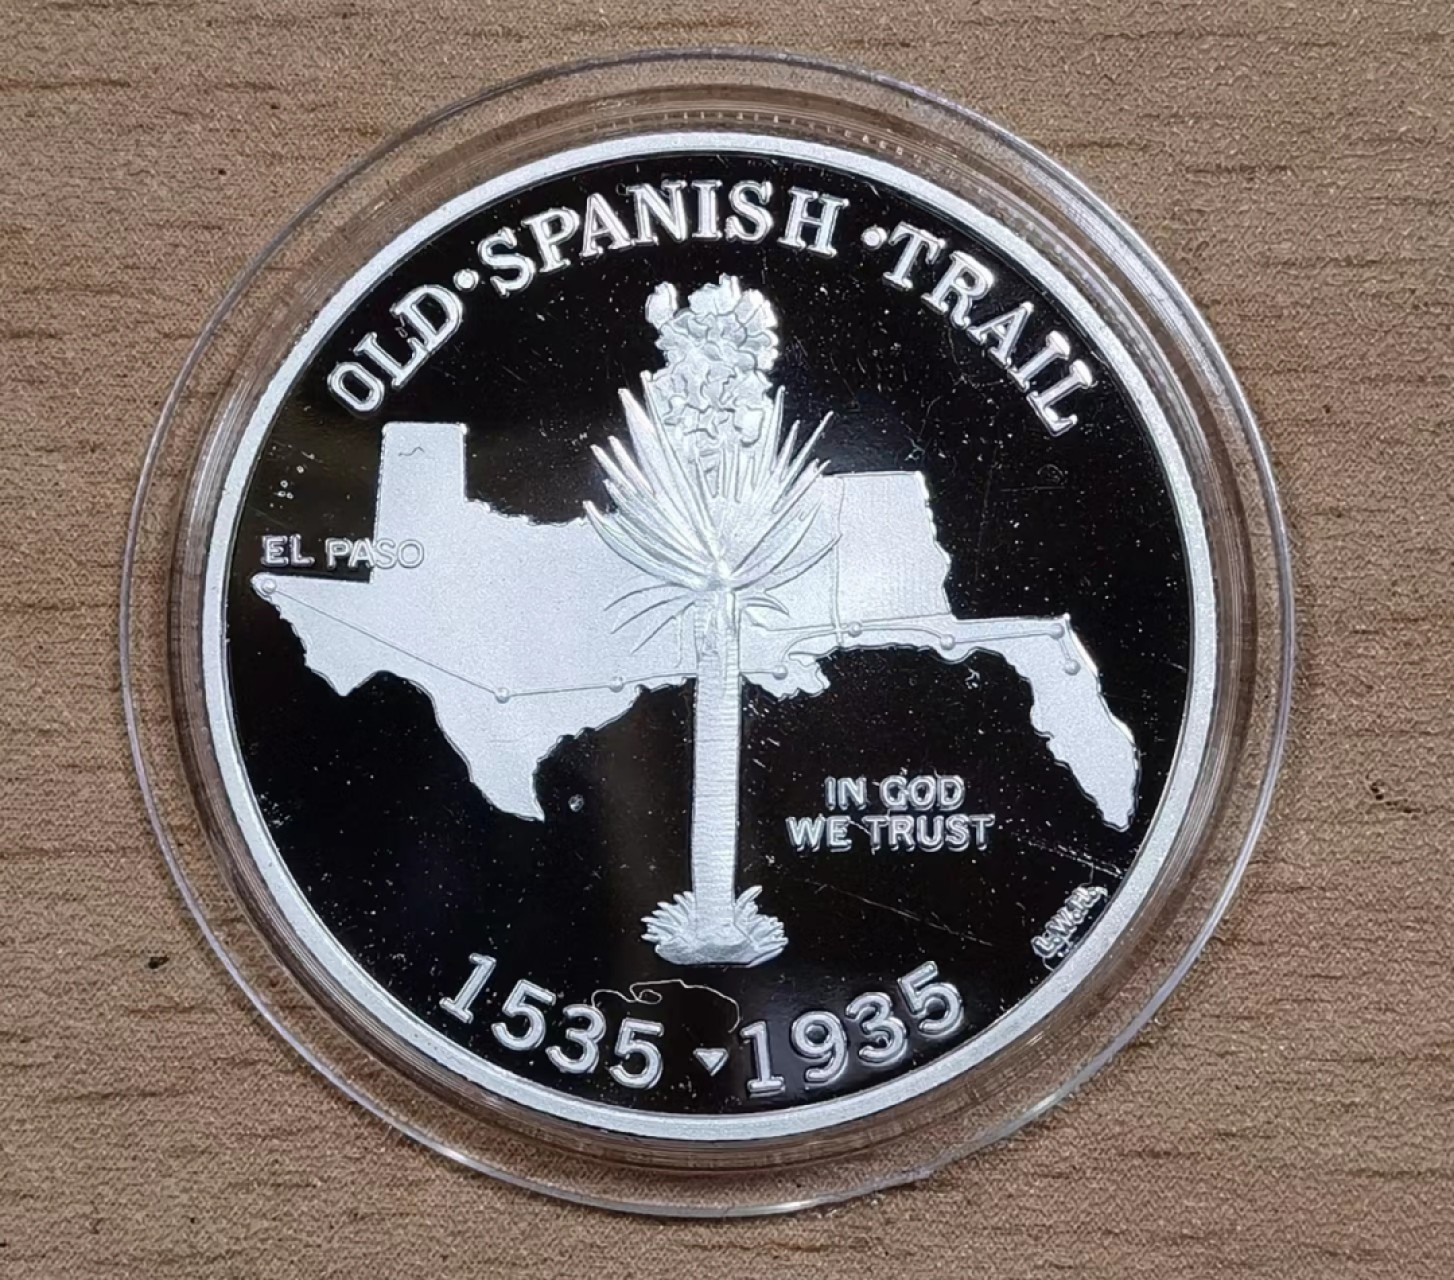 OLD•SPANISH•TRAIL
EL PASO
IN GOD
WE TRUST
1535 1935